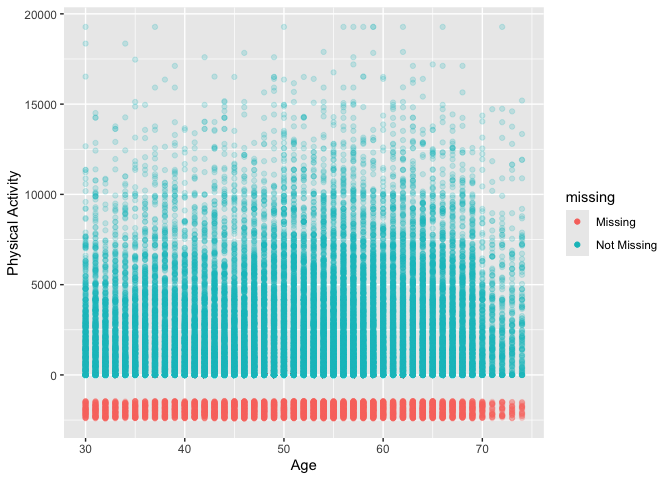 20000
15000
10000
5000
0
Physical Activity
30 40 50 60 70
Age
missing
Missing
Not Missing